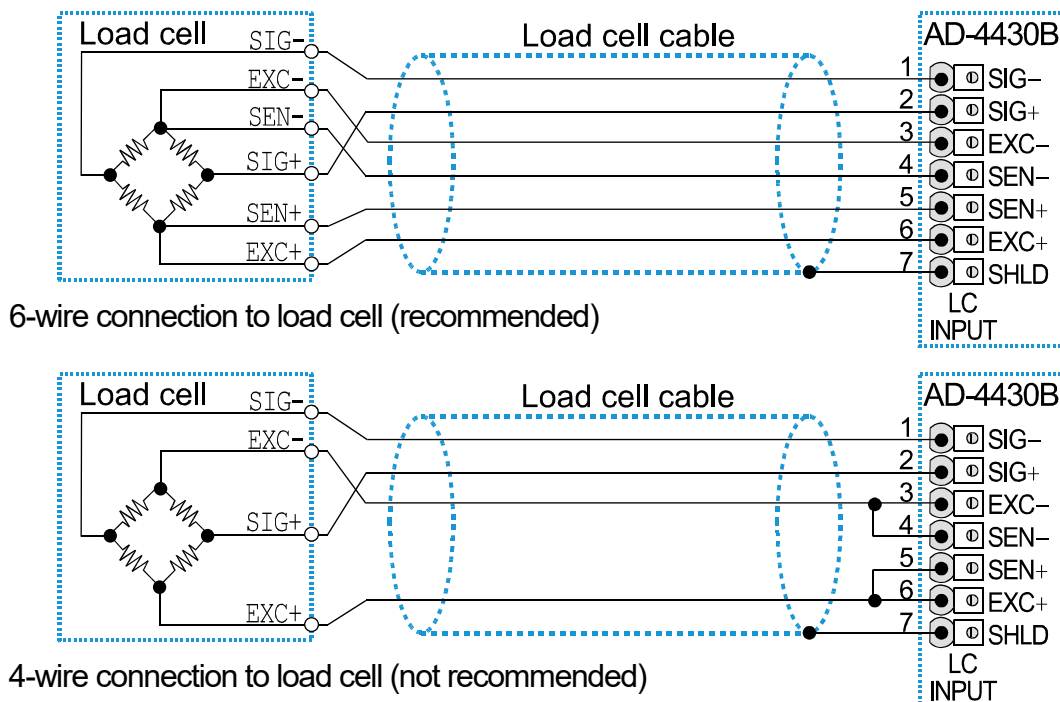 Load cell
SIG-
EXC-
SEN-
SIG+
SEN+
EXC+
Load cell cable
AD-4430B
1 SIG−
2 SIG+
3 EXC−
4 SEN−
5 SEN+
6 EXC+
7 SHLD
LC
INPUT
6-wire connection to load cell (recommended)
Load cell
SIG-
EXC-
SIG+
EXC+
Load cell cable
AD-4430B
1 SIG−
2 SIG+
3 EXC−
4 SEN−
5 SEN+
6 EXC+
7 SHLD
LC
INPUT
4-wire connection to load cell (not recommended)